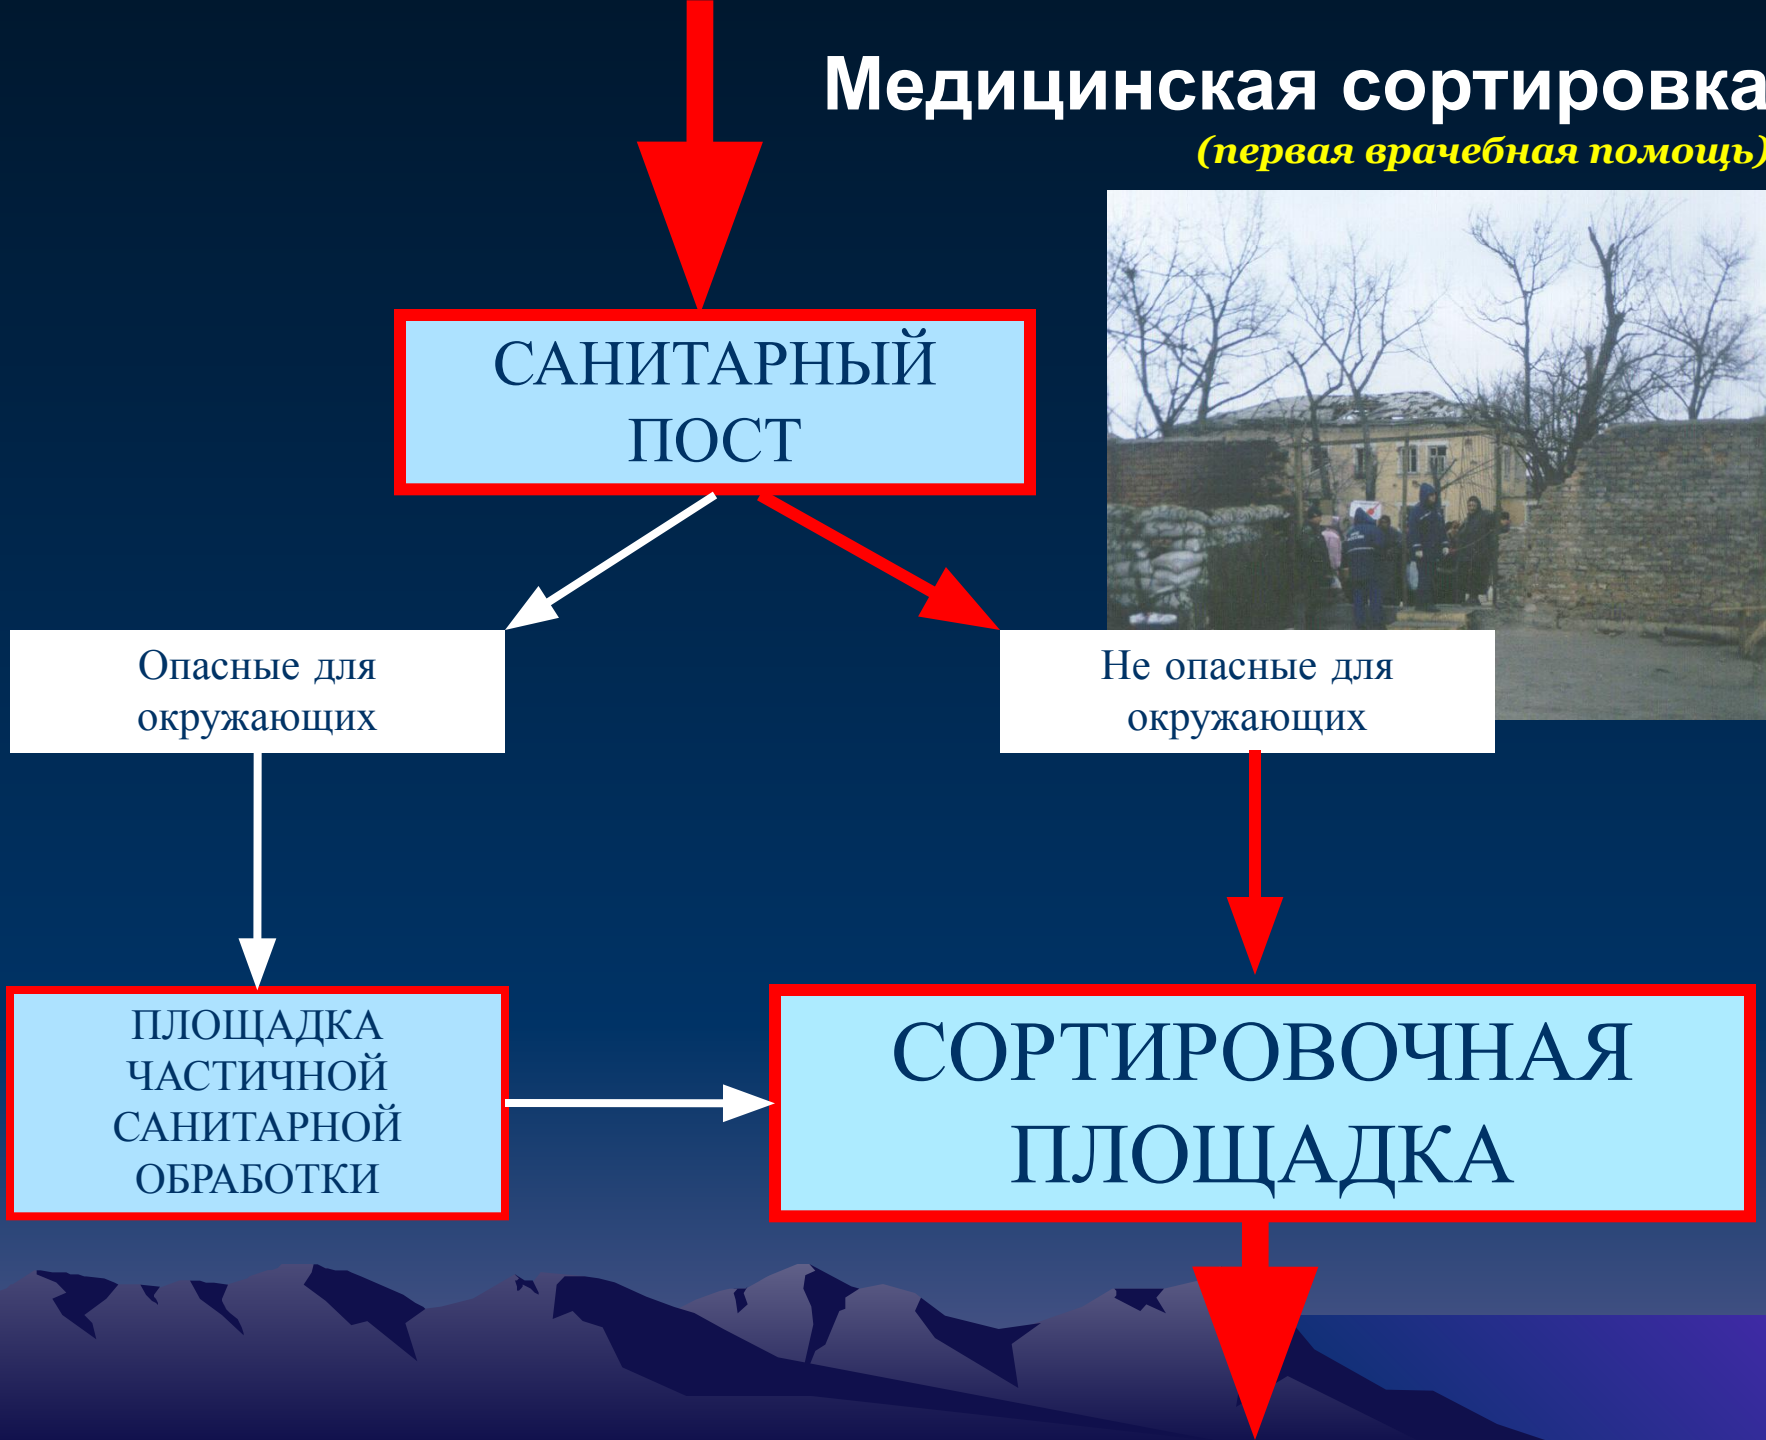 Медицинская сортировка
(первая врачебная помощь)
САНИТАРНЫЙ
ПОСТ
Опасные для
окружающих
Не опасные для
окружающих
ПЛОЩАДКА
ЧАСТИЧНОЙ
САНИТАРНОЙ
ОБРАБОТКИ
СОРТИРОВОЧНАЯ
ПЛОЩАДКА